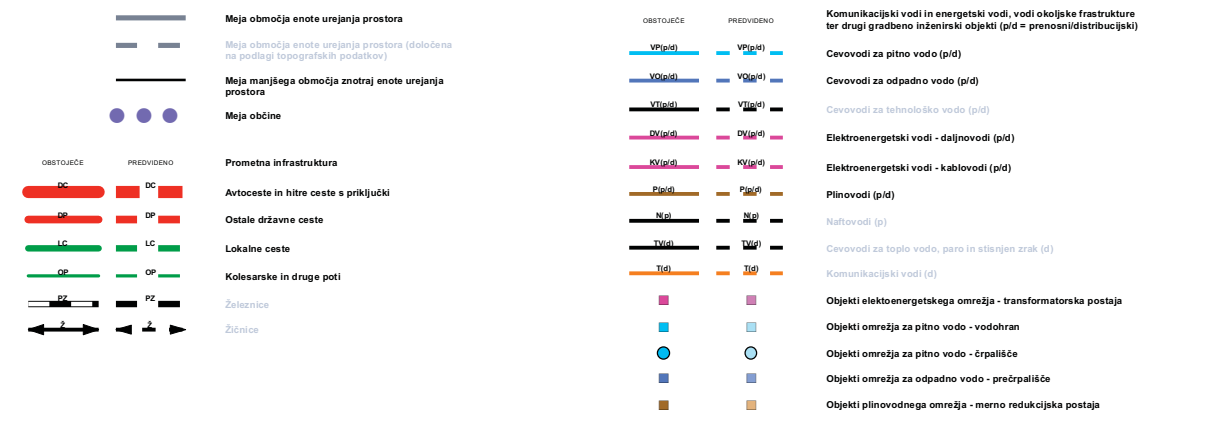 Meja območja enote urejanja prostora
Meja območja enote urejanja prostora (določena
na podlagi topografskih podatkov)
Meja manjšega območja znotraj enote urejanja
prostora
Meja občine
OBSTOJEČE PREDVIDENO Prometna infrastruktura
DC DC Avtoceste in hitre ceste s priključki
DP DP Ostale državne ceste
LC LC Lokalne ceste
OP OP Kolesarske in druge poti
PZ PZ Železnice
Ž Ž Žičnice
OBSTOJEČE PREDVIDENO
Komunikacijski vodi in energetski vodi, vodi okoljske frastrukture
ter drugi gradbeno inženirski objekti (p/d = prenosni/distribucijski)
VP(p/d) VP(p/d) Cevovodi za pitno vodo (p/d)
VO(p/d) VO(p/d) Cevovodi za odpadno vodo (p/d)
VT(p/d) VT(p/d) Cevovodi za tehnološko vodo (p/d)
DV(p/d) DV(p/d) Elektroenergetski vodi - daljnovodi (p/d)
KV(p/d) KV(p/d) Elektroenergetski vodi - kablovodi (p/d)
P(p/d) P(p/d) Plinovodi (p/d)
N(p) N(p) Naftovodi (p)
TV(d) TV(d) Cevovodi za toplo vodo, paro in stisnjen zrak (d)
T(d) T(d) Komunikacijski vodi (d)
Objekti elektoenergetskega omrežja - transformatorska postaja
Objekti omrežja za pitno vodo - vodohran
Objekti omrežja za pitno vodo - črpališče
Objekti omrežja za odpadno vodo - prečrpališče
Objekti plinovodnega omrežja - merno redukcijska postaja